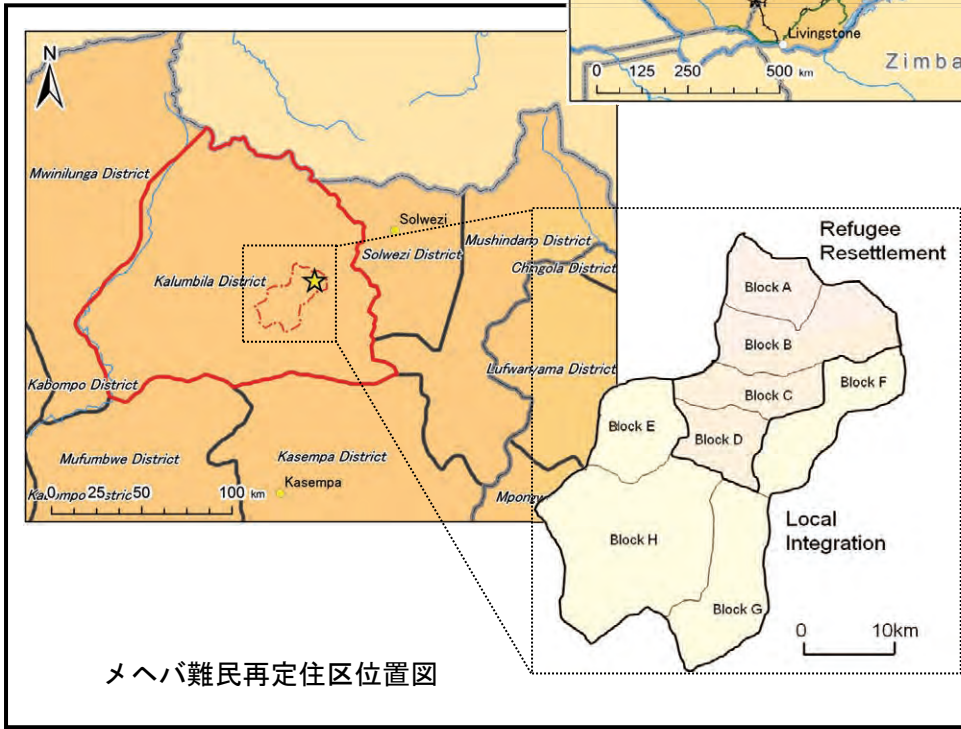 Livingstone
Zimba
0 125 250 500 km
N
Mwinilunga District
Solwezi
Solwezi District
Mushindano District
Chingola District
Kalumbila District
Lufwanyama District
Kabompo District
Mufumbwe District
Kasempa District
Kasempa
0 25 50 100 km
Refugee
Resettlement
Block A
Block B
Block C
Block F
Block E
Block D
Block H
Local
Integration
Block G
0 10km
メヘバ難民再定住区位置図